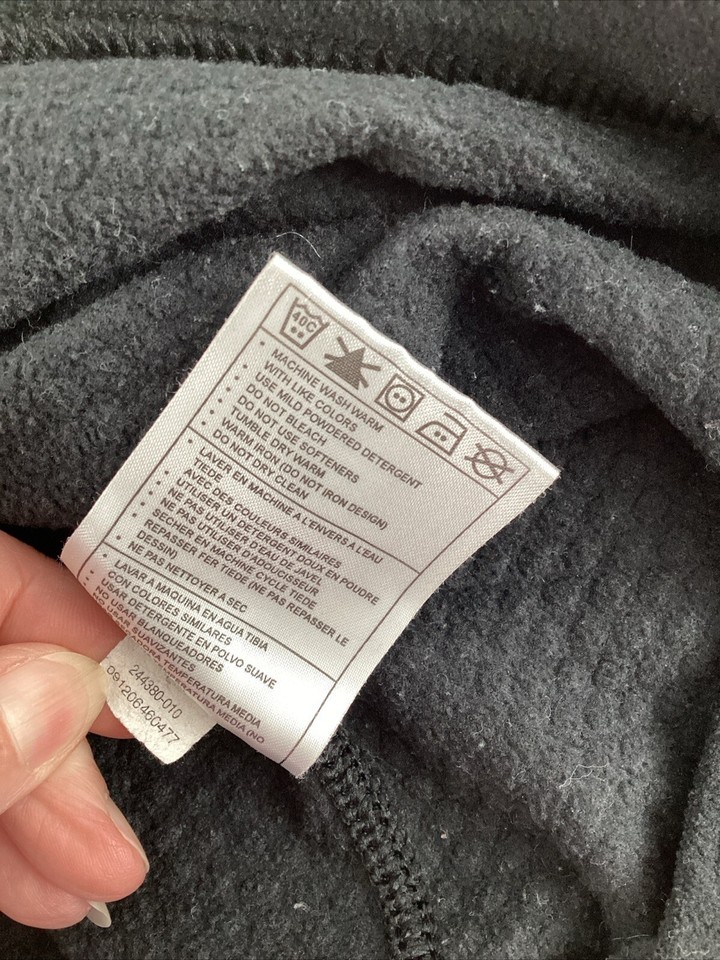 40C
• MACHINE WASH WARM
WITH LIKE COLORS
• USE MILD POWDERED DETERGENT
• DO NOT BLEACH
• DO NOT USE SOFTENERS
• TUMBLE DRY WARM
• WARM IRON (DO NOT IRON DESIGN)
• DO NOT DRY CLEAN
• LAVER EN MACHINE A L'ENVERS A L'EAU
TIEDE
• AVEC DES COULEURS SIMILAIRES
• UTILISER UN DETERGENT DOUX EN POUDRE
• NE PAS UTILISER D'EAU DE JAVEL
• NE PAS UTILISER D'ADOUCISSEUR
• SECHER EN MACHINE CYCLE TIEDE
• REPASSER FER TIEDE (NE PAS REPASSER LE
DESSIN)
• NE PAS NETTOYER A SEC
• LAVAR A MAQUINA EN AGUA TIBIA
• CON COLORES SIMILARES
• USAR DETERGENTE EN POLVO SUAVE
• NO USAR BLANQUEADORES
NO USAR SUAVIZANTES
TEMPERATURA MEDIA
MEDIA (NO
244380-010
091206460477